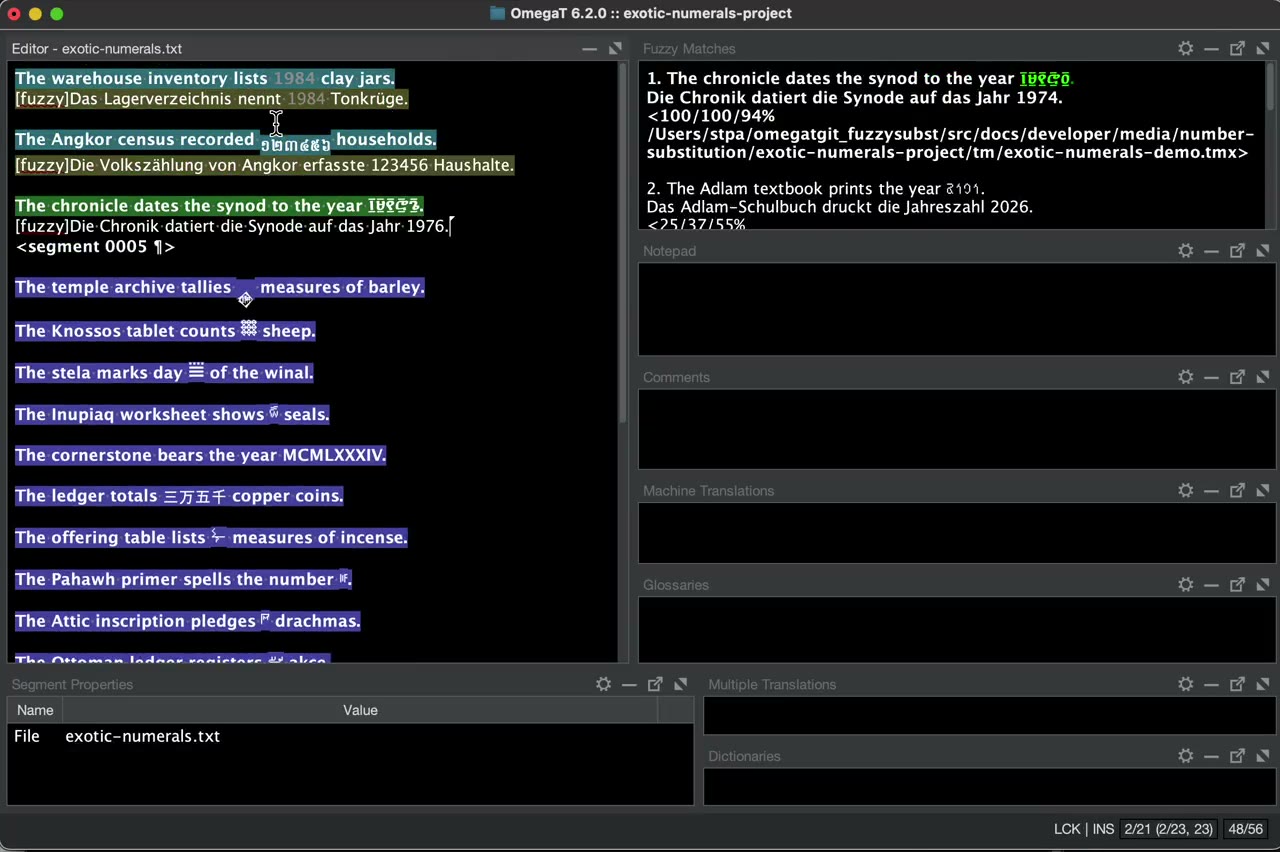 OmegaT 6.2.0 :: exotic-numerals-project
Editor - exotic-numerals.txt
The warehouse inventory lists 1984 clay jars.
[fuzzy]Das Lagerverzeichnis nennt 1984 Tonkrüge.
The Angkor census recorded ១២៣៤៥៦ households.
[fuzzy]Die Volkszählung von Angkor erfasste 123456 Haushalte.
The chronicle dates the synod to the year
[fuzzy]Die Chronik datiert die Synode auf das Jahr 1976.
<segment 0005 ¶>
The temple archive tallies measures of barley.
The Knossos tablet counts sheep.
The stela marks day of the winal.
The Inupiaq worksheet shows seals.
The cornerstone bears the year MCMLXXXIV.
The ledger totals 三万五千 copper coins.
The offering table lists measures of incense.
The Pahawh primer spells the number
The Attic inscription pledges drachmas.
The Ottoman ledger registers akçe.
Fuzzy Matches
1. The chronicle dates the synod to the year
Die Chronik datiert die Synode auf das Jahr 1974.
<100/100/94%
/Users/stpa/omegatgit_fuzzysubst/src/docs/developer/media/number-
substitution/exotic-numerals-project/tm/exotic-numerals-demo.tmx>
2. The Adlam textbook prints the year
Das Adlam-Schulbuch druckt die Jahreszahl 2026.
<25/37/55%
Notepad
Comments
Machine Translations
Glossaries
Segment Properties
Name Value
File exotic-numerals.txt
Multiple Translations
Dictionaries
LCK | INS 2/21 (2/23, 23) 48/56